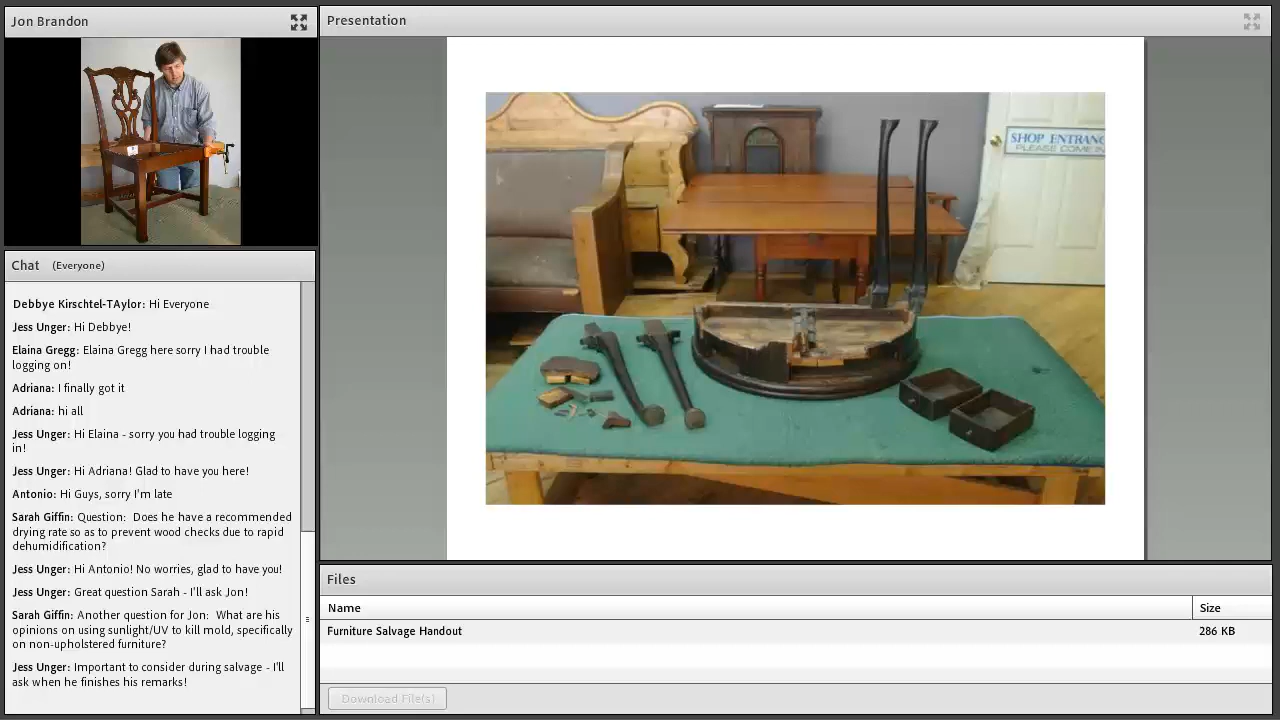 Jon Brandon
Presentation
SHOP ENTRANC
PLEASE COME IN
Chat (Everyone)
Debbye Kirschtel-TAylor: Hi Everyone
Jess Unger: Hi Debbye!
Elaina Gregg: Elaina Gregg here sorry I had trouble
logging on!
Adriana: I finally got it
Adriana: hi all
Jess Unger: Hi Elaina - sorry you had trouble logging
in!
Jess Unger: Hi Adriana! Glad to have you here!
Antonio: Hi Guys, sorry I'm late
Sarah Giffin: Question: Does he have a recommended
drying rate so as to prevent wood checks due to rapid
dehumidification?
Jess Unger: Hi Antonio! No worries, glad to have you!
Jess Unger: Great question Sarah - I'll ask Jon!
Sarah Giffin: Another question for Jon: What are his
opinions on using sunlight/UV to kill mold, specifically
on non-upholstered furniture?
Jess Unger: Important to consider during salvage - I'll
ask when he finishes his remarks!
Files
Name Size
Furniture Salvage Handout 286 KB
Download File(s)